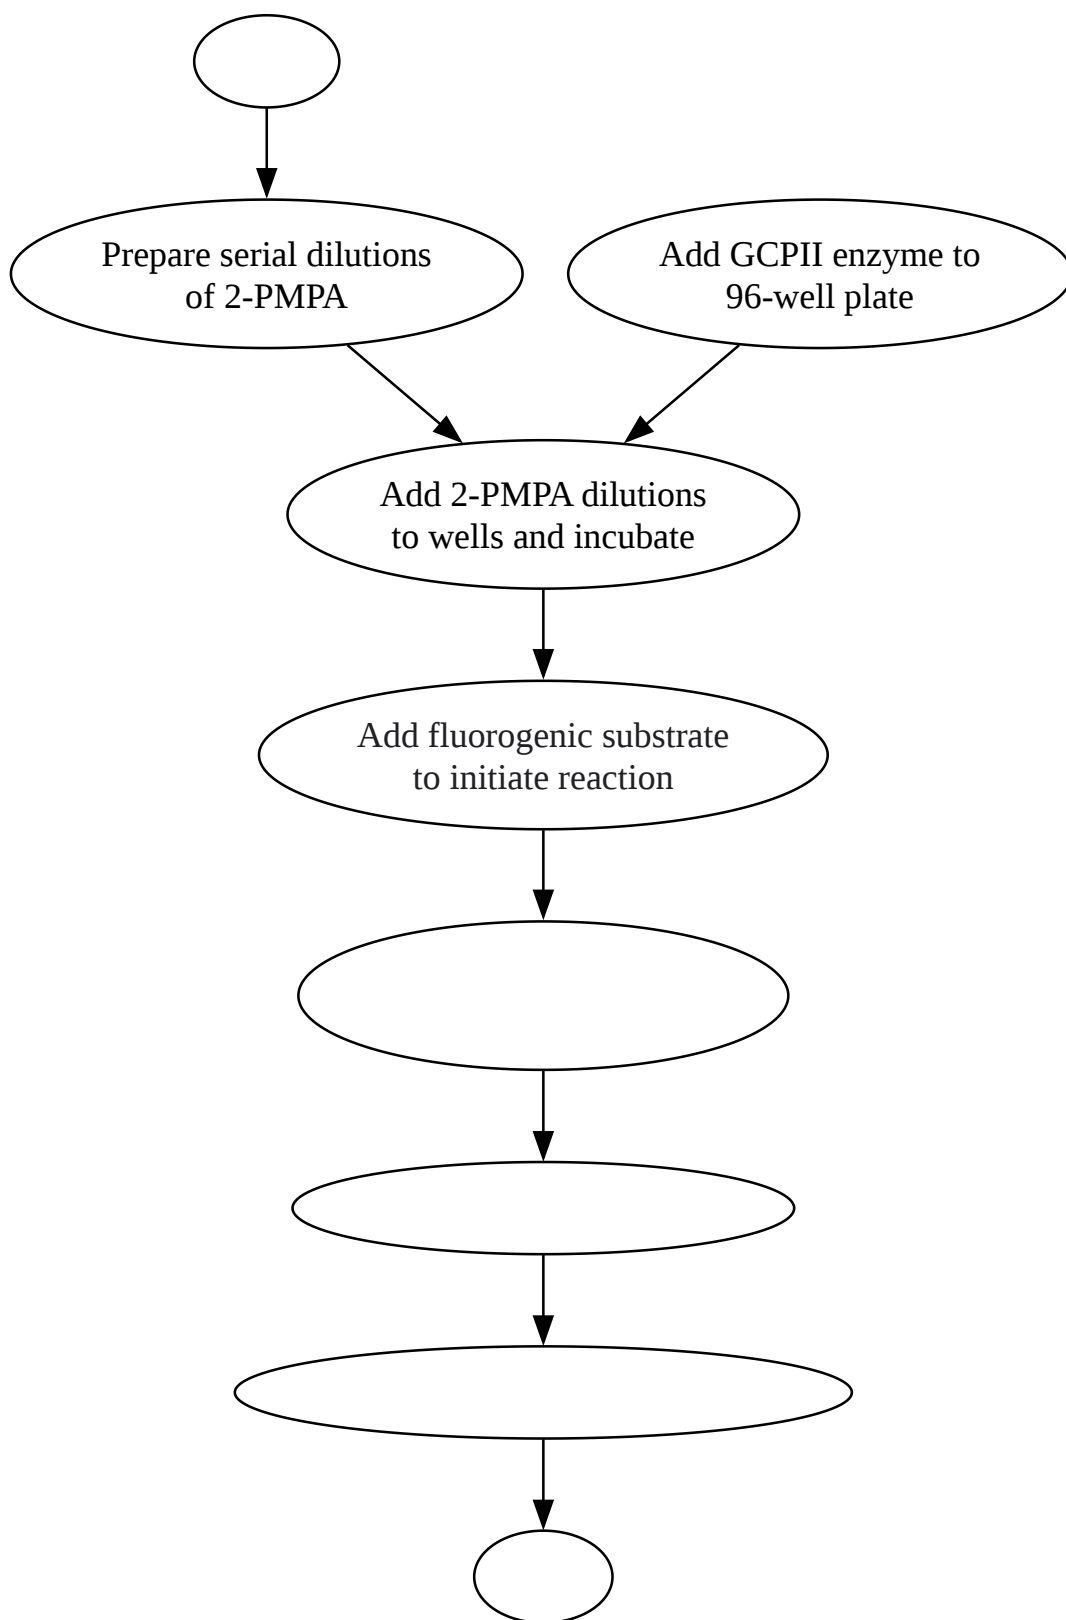 Prepare serial dilutions
of 2-PMPA
Add GCPII enzyme to
96-well plate
Add 2-PMPA dilutions
to wells and incubate
Add fluorogenic substrate
to initiate reaction